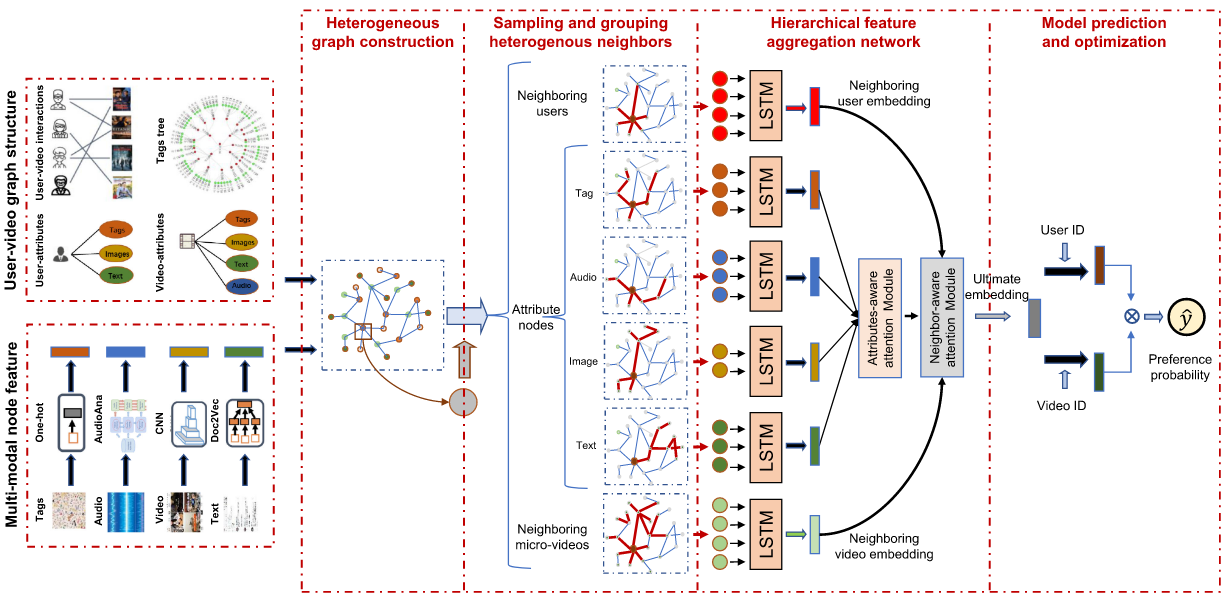 Heterogeneous
graph construction
Sampling and grouping
heterogenous neighbors
Hierarchical feature
aggregation network
Model prediction
and optimization
User-video graph structure
User-video interactions
Tags tree
User-attributes
Tags
Images
Text
Video-attributes
Tags
Images
Text
Audio
Multi-modal node feature
One-hot
AudioAna
CNN
Doc2Vec
Tags
Audio
Video
Text
Neighboring
users
Tag
Audio
Attribute
nodes
Image
Text
Neighboring
micro-videos
LSTM
LSTM
LSTM
LSTM
LSTM
LSTM
Neighboring
user embedding
Attributes-aware
attention Module
Neighbor-aware
attention Module
Neighboring
video embedding
Ultimate
embedding
User ID
Video ID
ŷ
Preference
probability